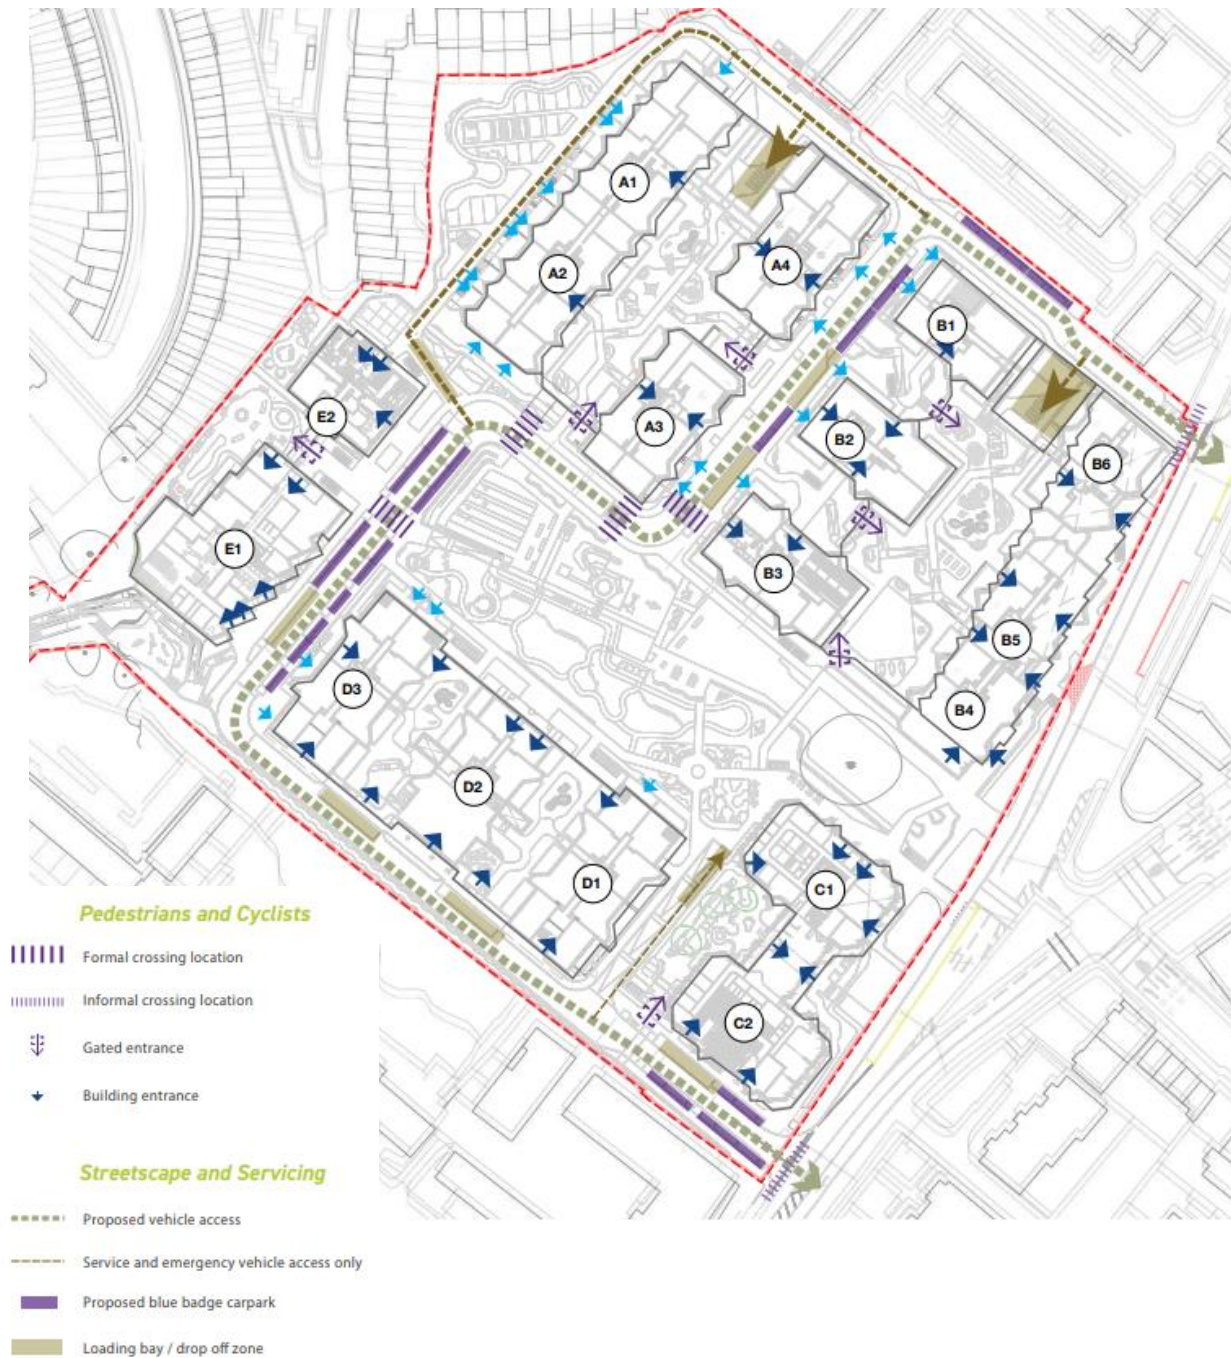 A1
A2
A4
B1
E2
A3
B2
B6
E1
B3
B5
D3
B4
D2
D1
C1
C2
Pedestrians and Cyclists
Formal crossing location
Informal crossing location
Gated entrance
Building entrance
Streetscape and Servicing
Proposed vehicle access
Service and emergency vehicle access only
Proposed blue badge carpark
Loading bay / drop off zone